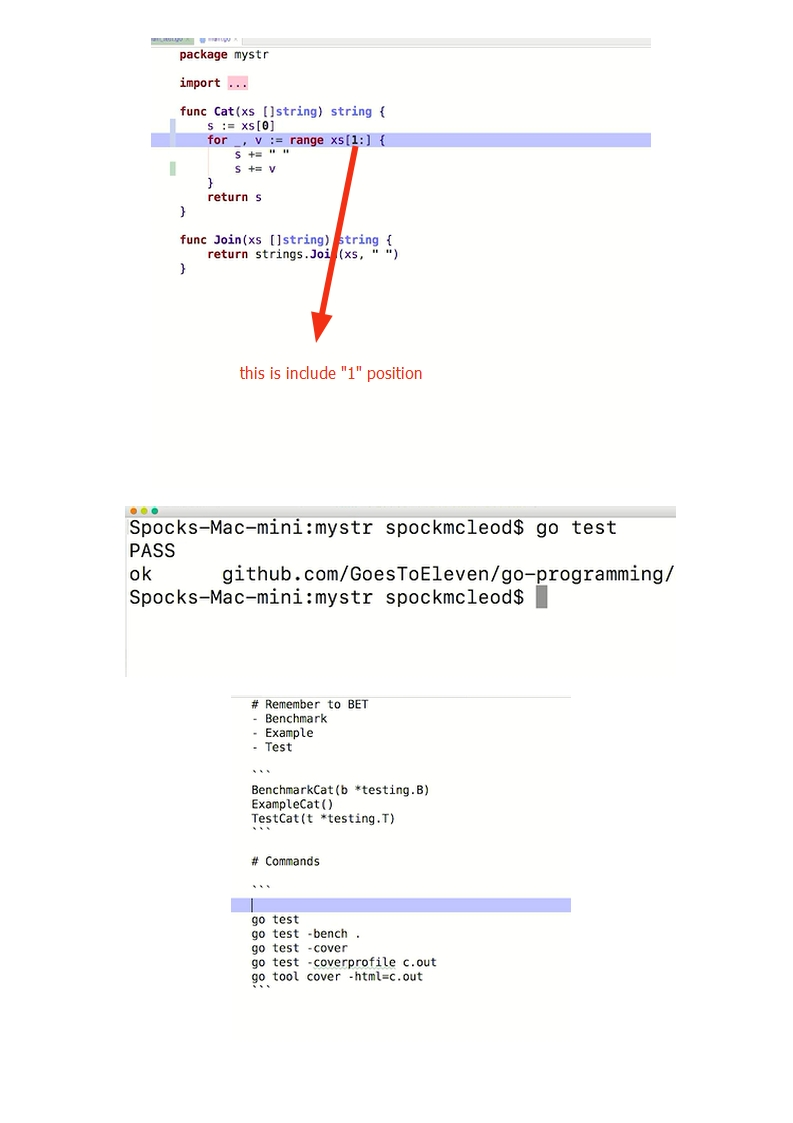 package mystr
import ...
func Cat(xs []string) string {
s := xs[0]
for _, v := range xs[1:] {
s += " "
s += v
}
return s
}
func Join(xs []string) string {
return strings.Join(xs, " ")
}
this is include "1" position
Spocks-Mac-mini:mystr spockmcleod$ go test
PASS
ok      github.com/GoesToEleven/go-programming/
Spocks-Mac-mini:mystr spockmcleod$
# Remember to BET
- Benchmark
- Example
- Test
```
BenchmarkCat(b *testing.B)
ExampleCat()
TestCat(t *testing.T)
```
# Commands
```
go test
go test -bench .
go test -cover
go test -coverprofile c.out
go tool cover -html=c.out
```